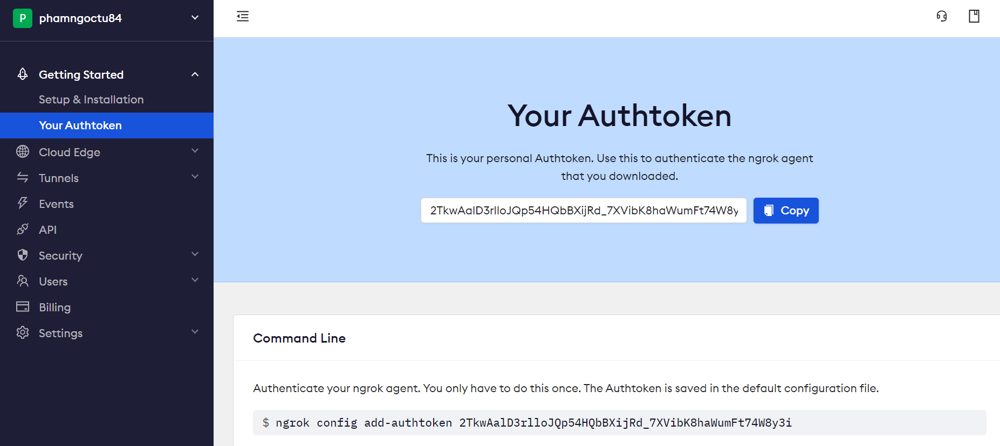 P phamngoctu84
Getting Started
Setup & Installation
Your Authtoken
Cloud Edge
Tunnels
Events
API
Security
Users
Billing
Settings
Your Authtoken
This is your personal Authtoken. Use this to authenticate the ngrok agent
that you downloaded.
2TkwAalD3rlloJQp54HQbBXijRd_7XVibK8haWumFt74W8y
Copy
Command Line
Authenticate your ngrok agent. You only have to do this once. The Authtoken is saved in the default configuration file.
$ ngrok config add-authtoken 2TkwAalD3rlloJQp54HQbBXijRd_7XVibK8haWumFt74W8y3i